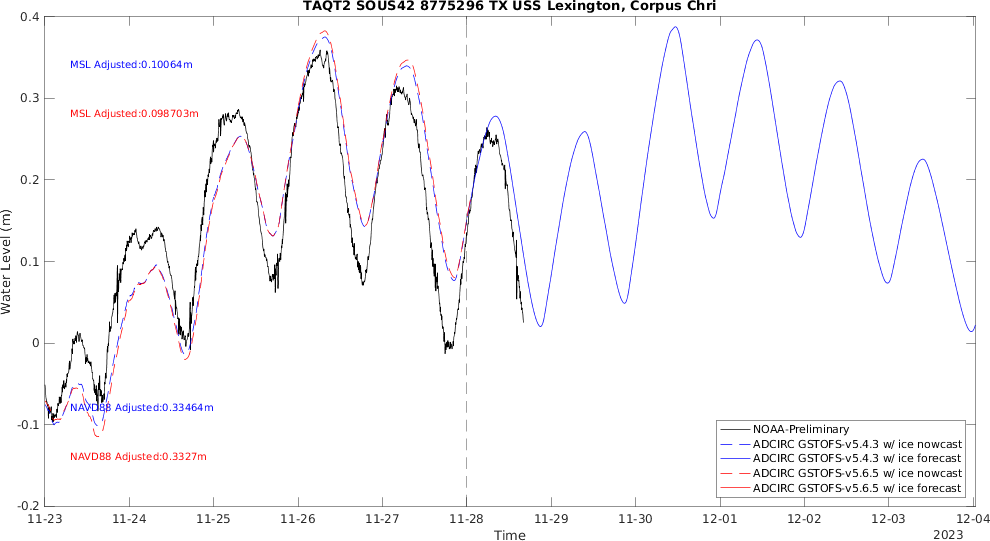 TAQT2 SOUS42 8775296 TX USS Lexington, Corpus Chri
0.4
0.3
0.2
0.1
0
-0.1
-0.2
Water Level (m)
MSL Adjusted:0.10064m
MSL Adjusted:0.098703m
NAVD88 Adjusted:0.33464m
NAVD88 Adjusted:0.3327m
NOAA-Preliminary
ADCIRC GSTOFS-v5.4.3 w/ ice nowcast
ADCIRC GSTOFS-v5.4.3 w/ ice forecast
ADCIRC GSTOFS-v5.6.5 w/ ice nowcast
ADCIRC GSTOFS-v5.6.5 w/ ice forecast
11-23 11-24 11-25 11-26 11-27 11-28 11-29 11-30 12-01 12-02 12-03 12-04
Time
2023